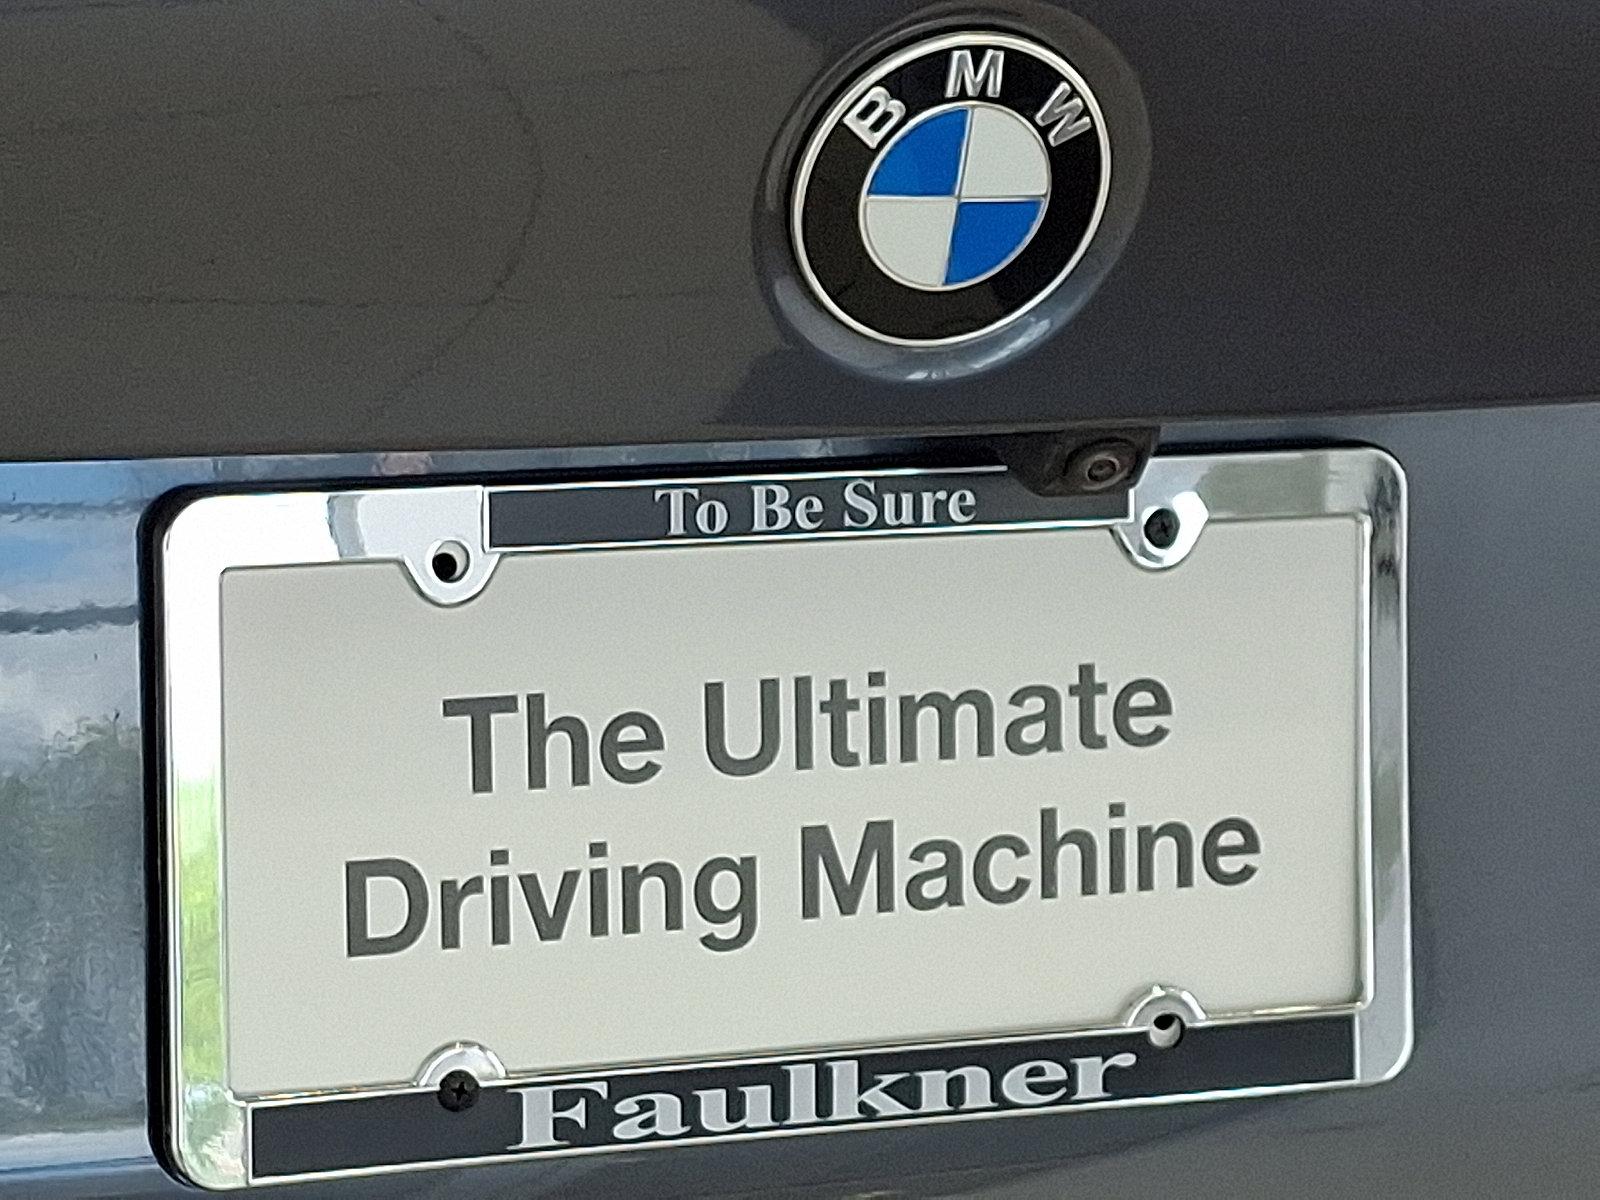 BMW
To Be Sure
The Ultimate
Driving Machine
Faulkner